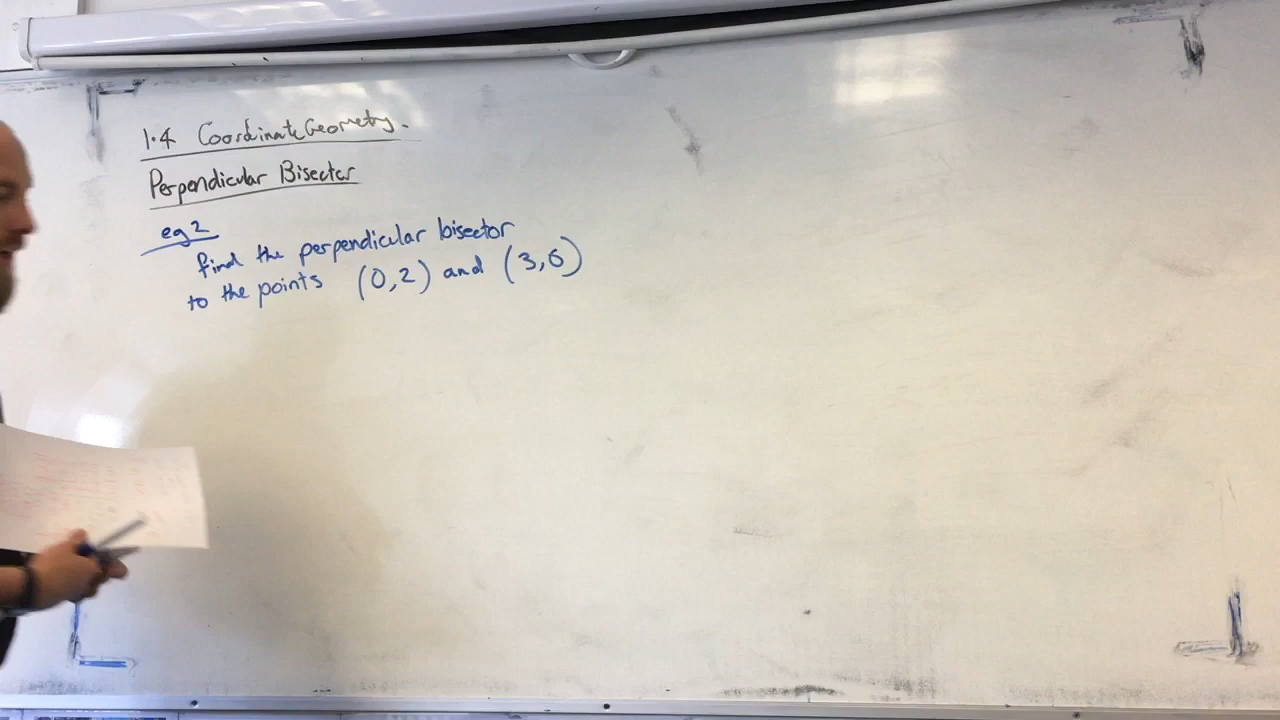 1.4 Coordinate Geometry.
Perpendicular Bisector
eg 2
find the perpendicular bisector
to the points (0,2) and (3,6)